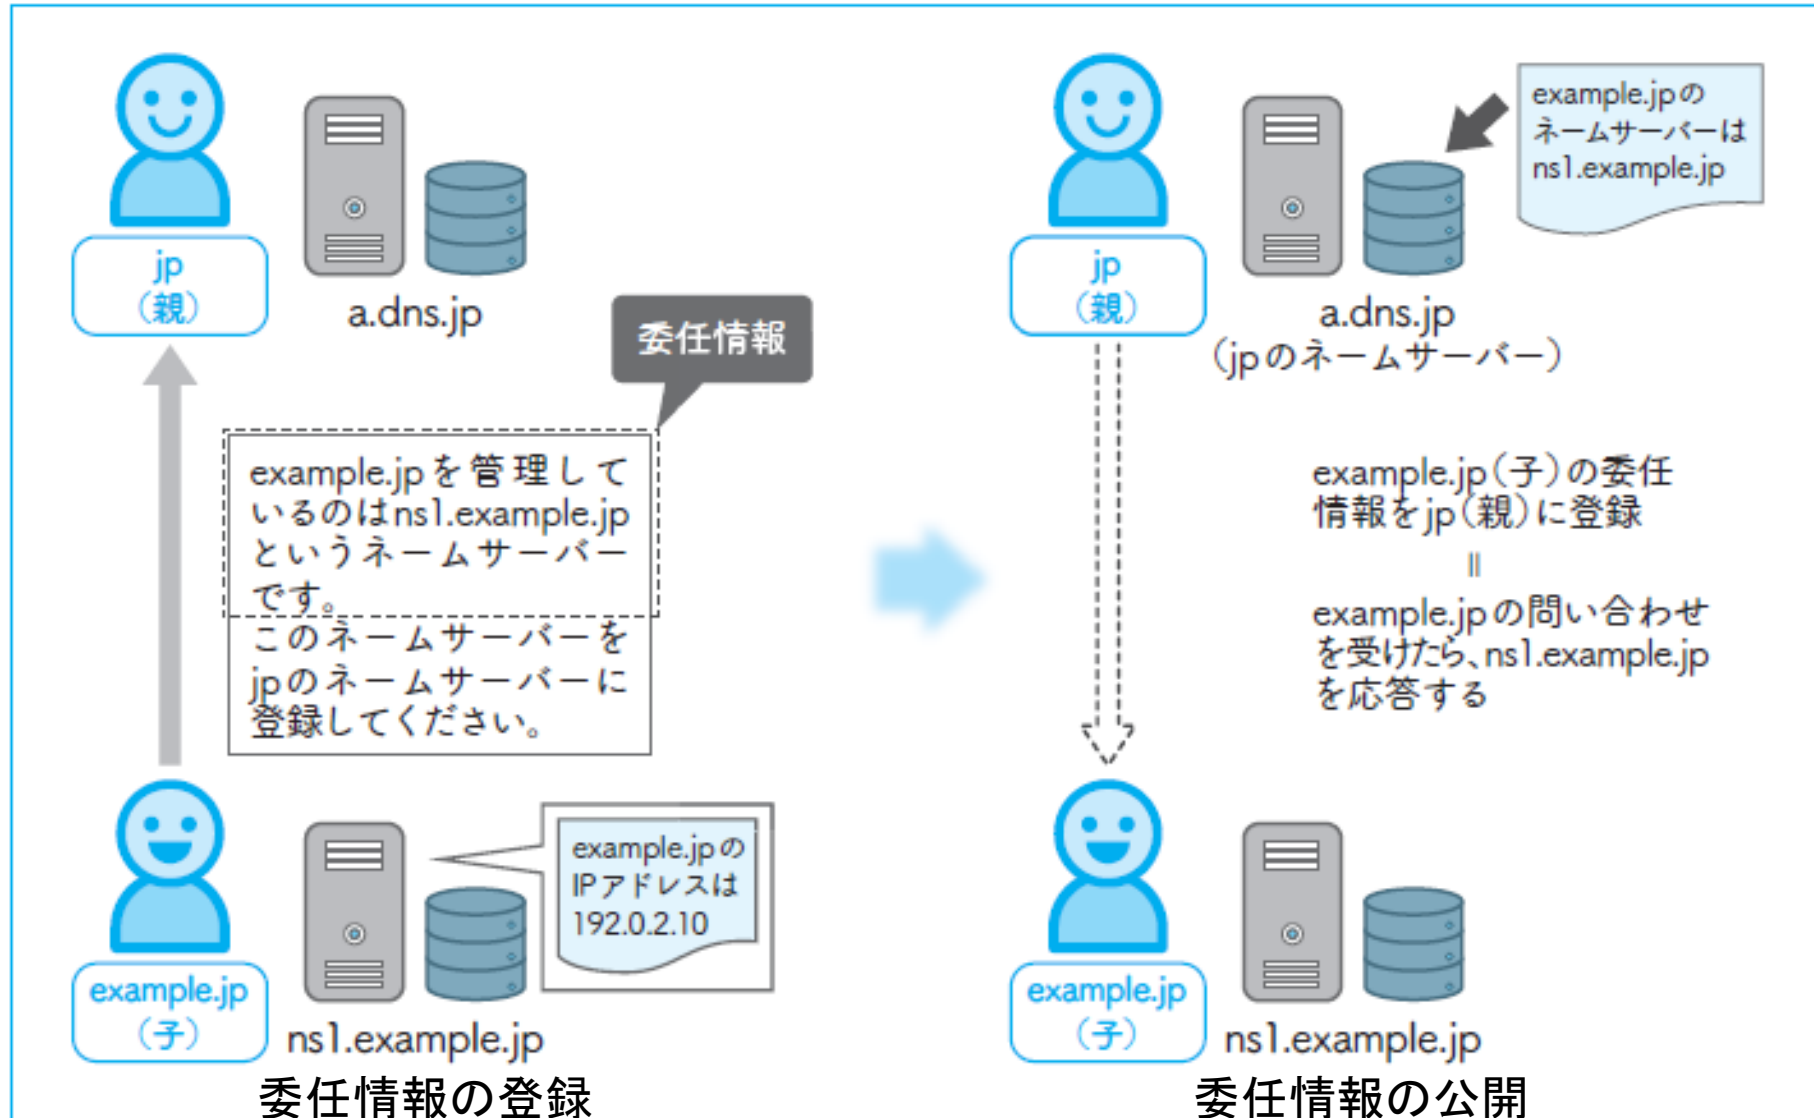 jp
（親）
a.dns.jp
委任情報
example.jpを管理して
いるのはns1.example.jp
というネームサーバー
です。
このネームサーバーを
jpのネームサーバーに
登録してください。
example.jpの
IPアドレスは
192.0.2.10
example.jp
（子）
ns1.example.jp
委任情報の登録
example.jpの
ネームサーバーは
ns1.example.jp
jp
（親）
a.dns.jp
（jpのネームサーバー）
example.jp（子）の委任
情報をjp（親）に登録
＝
example.jpの問い合わせ
を受けたら、ns1.example.jp
を応答する
example.jp
（子）
ns1.example.jp
委任情報の公開